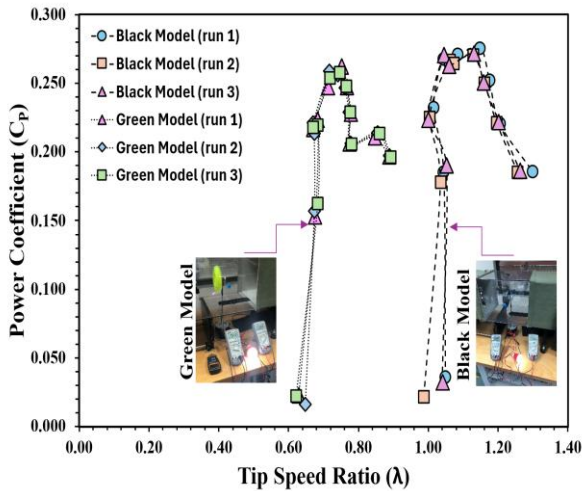 Power Coefficient (Cₚ)
0.300
0.250
0.200
0.150
0.100
0.050
0.000
Black Model (run 1)
Black Model (run 2)
Black Model (run 3)
Green Model (run 1)
Green Model (run 2)
Green Model (run 3)
Green Model
Black Model
0.00 0.20 0.40 0.60 0.80 1.00 1.20 1.40
Tip Speed Ratio (λ)